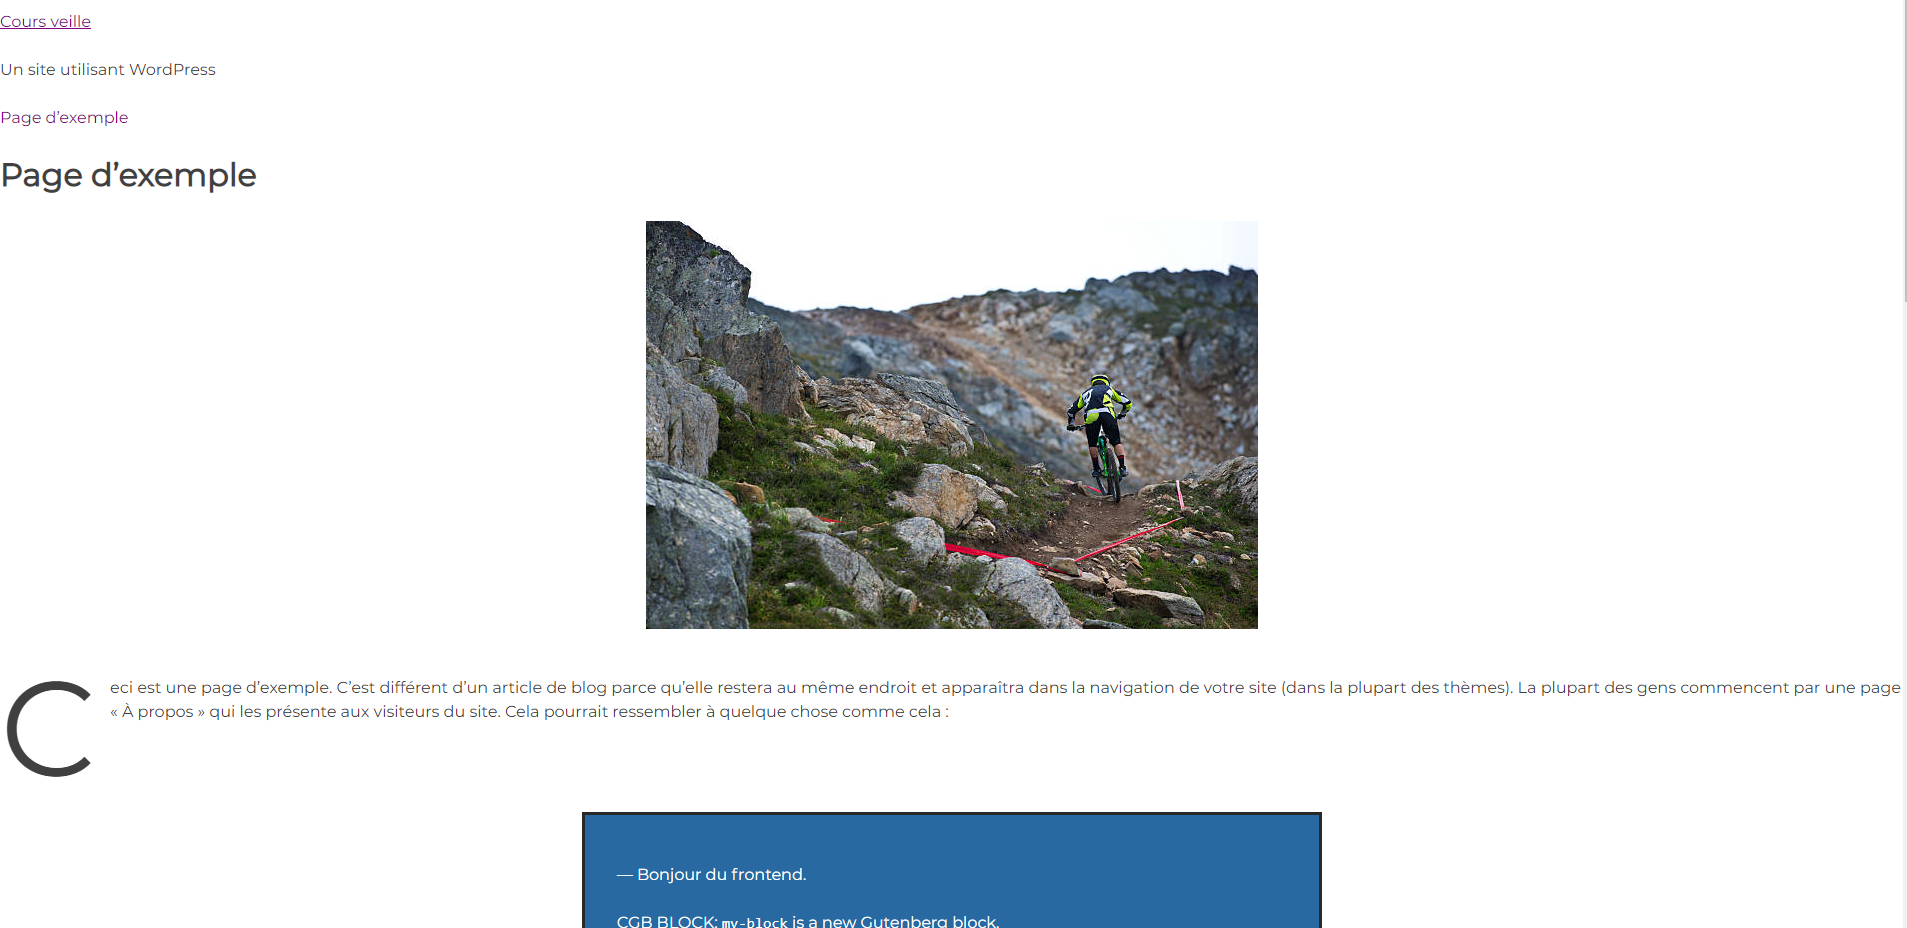 Cours veille
Un site utilisant WordPress
Page d’exemple
Page d’exemple
Ceci est une page d’exemple. C’est différent d’un article de blog parce qu’elle restera au même endroit et apparaîtra dans la navigation de votre site (dans la plupart des thèmes). La plupart des gens commencent par une page
« À propos » qui les présente aux visiteurs du site. Cela pourrait ressembler à quelque chose comme cela :
— Bonjour du frontend.
CGB BLOCK: my-block is a new Gutenberg block.